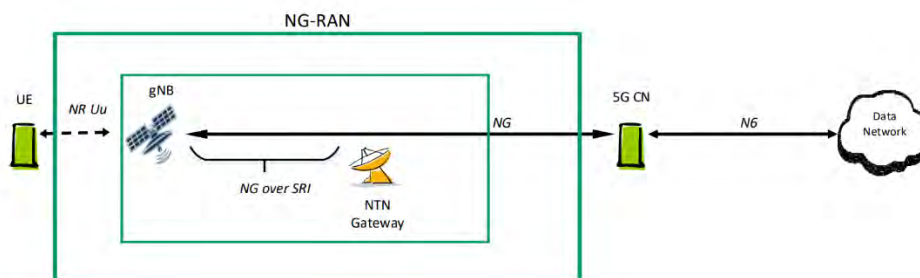 NG-RAN
UE
NR Uu
gNB
NG
5G CN
N6
Data
Network
NG over SRI
NTN
Gateway